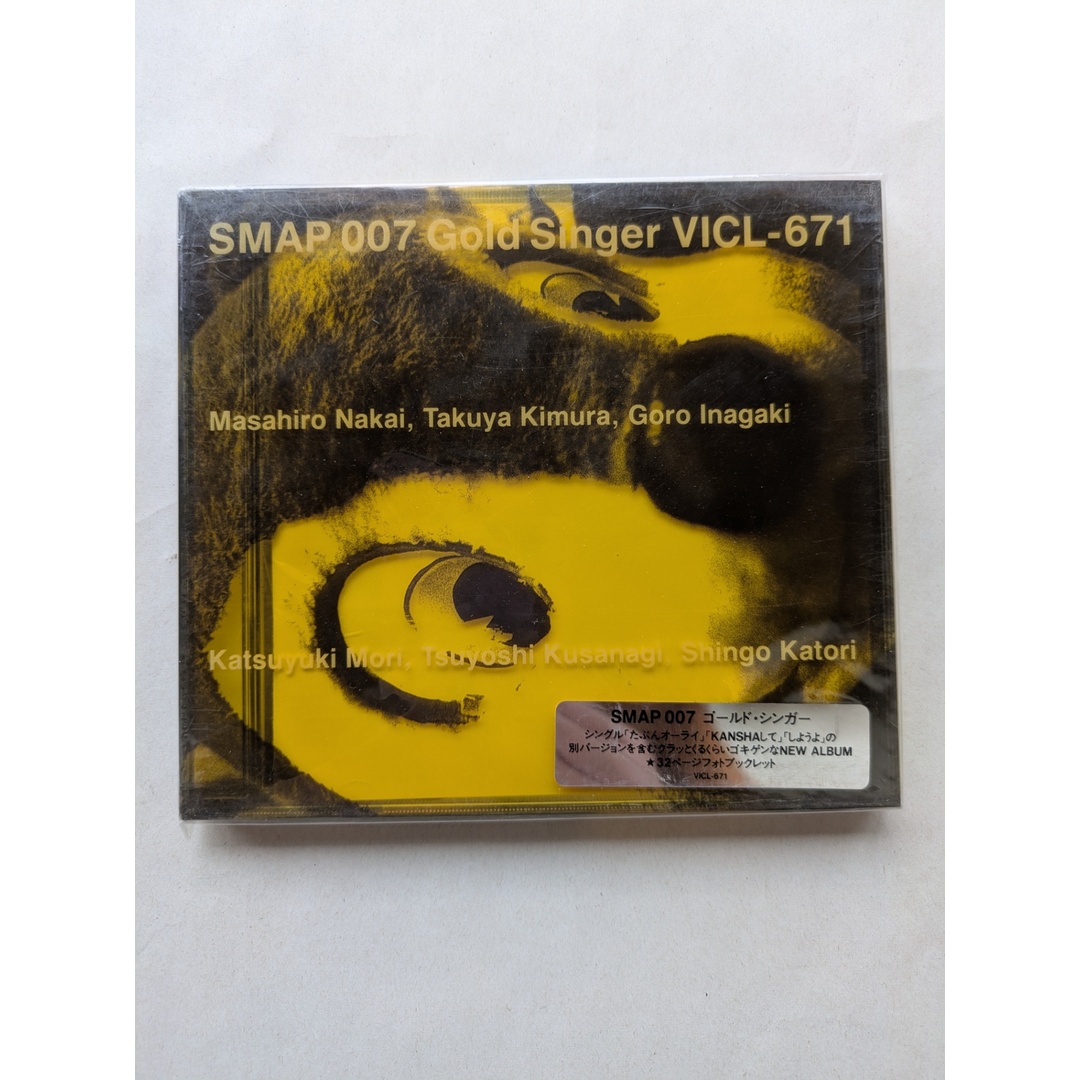 SMAP 007 Gold Singer VICL-671
Masahiro Nakai, Takuya Kimura, Goro Inagaki
Katsuyuki Mori, Tsuyoshi Kusanagi, Shingo Katori
SMAP 007 ゴールド・シンガー
シングル「たぶんオーライ」「KANSHAして」「しようよ」の
別バージョンを含むクラッとくるくらいゴキゲンなNEW ALBUM
★32ページフォトブックレット
VICL-671